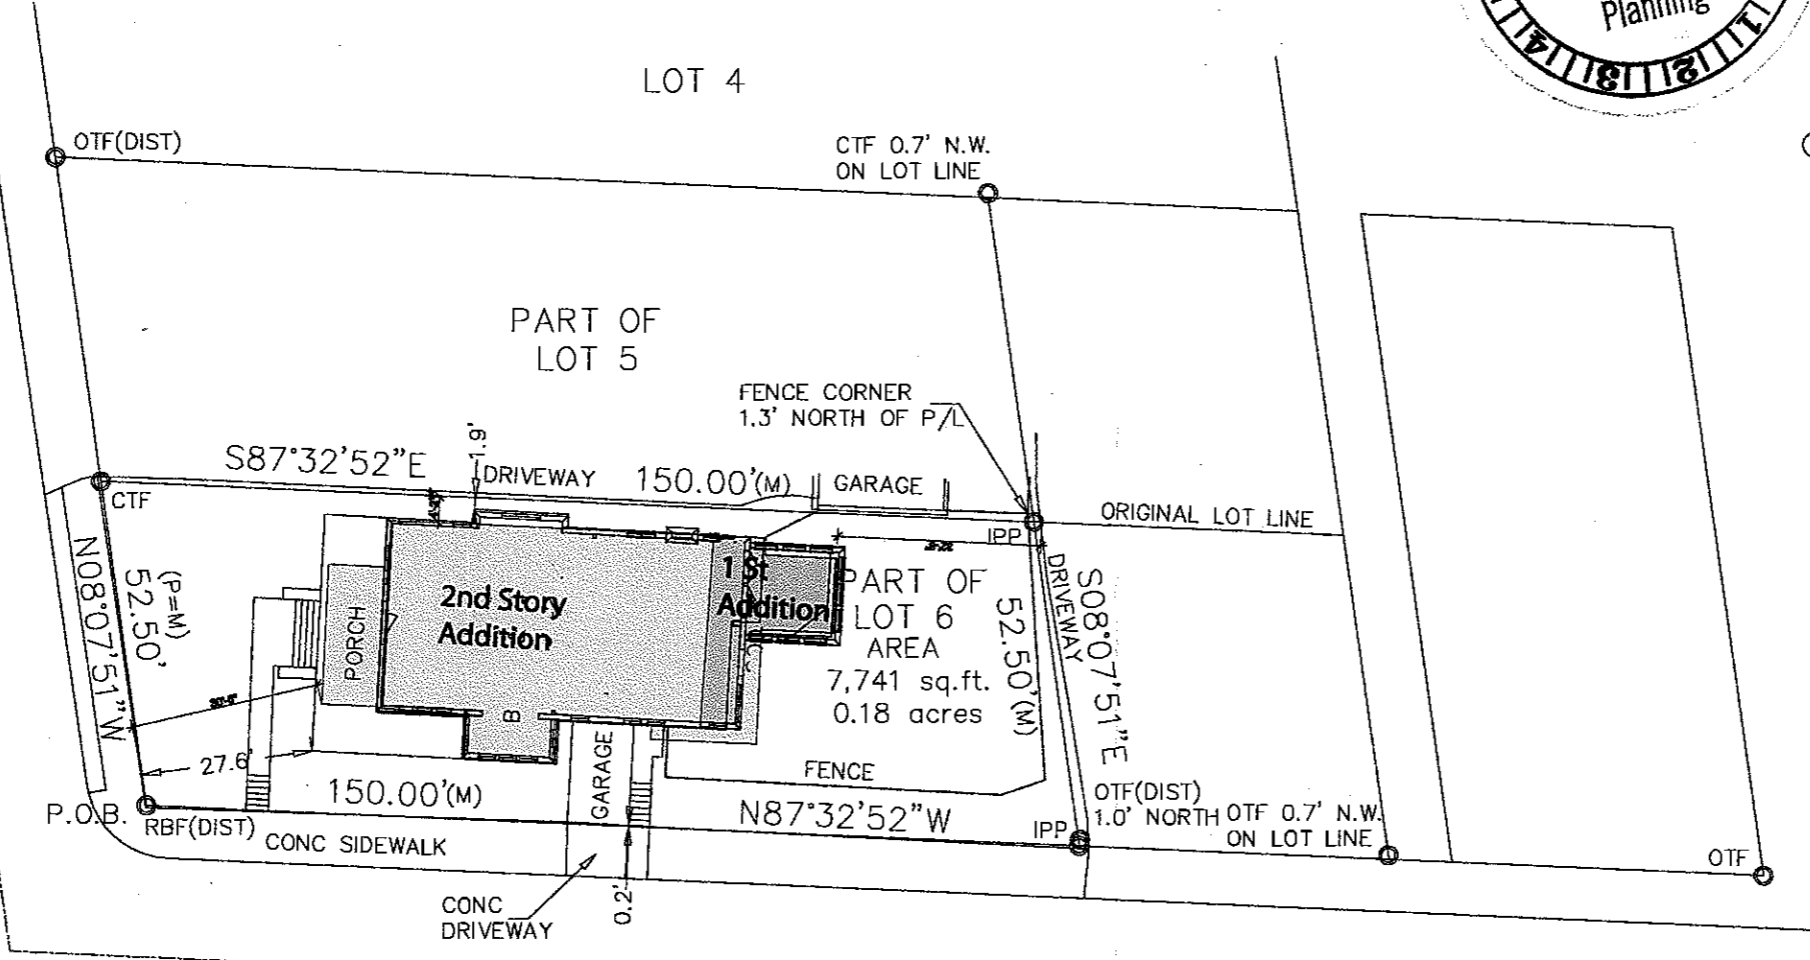 Planning
4 3 2 1
LOT 4
OTF(DIST)
CTF 0.7' N.W.
ON LOT LINE
PART OF
LOT 5
FENCE CORNER
1.3' NORTH OF P/L
S87°32'52"E
1.9'
DRIVEWAY
150.00'(M)
GARAGE
CTF
IPP
ORIGINAL LOT LINE
N08°07'51"W
52.50'
(P=M)
PORCH
2nd Story
Addition
1 St
Addition
PART OF
LOT 6
AREA
7,741 sq.ft.
0.18 acres
52.50'(M)
DRIVEWAY
S08°07'51"E
B
27.6'
GARAGE
FENCE
150.00'(M)
N87°32'52"W
P.O.B.
RBF(DIST)
CONC SIDEWALK
IPP
OTF(DIST)
1.0' NORTH
OTF 0.7' N.W.
ON LOT LINE
OTF
CONC
DRIVEWAY
0.2'